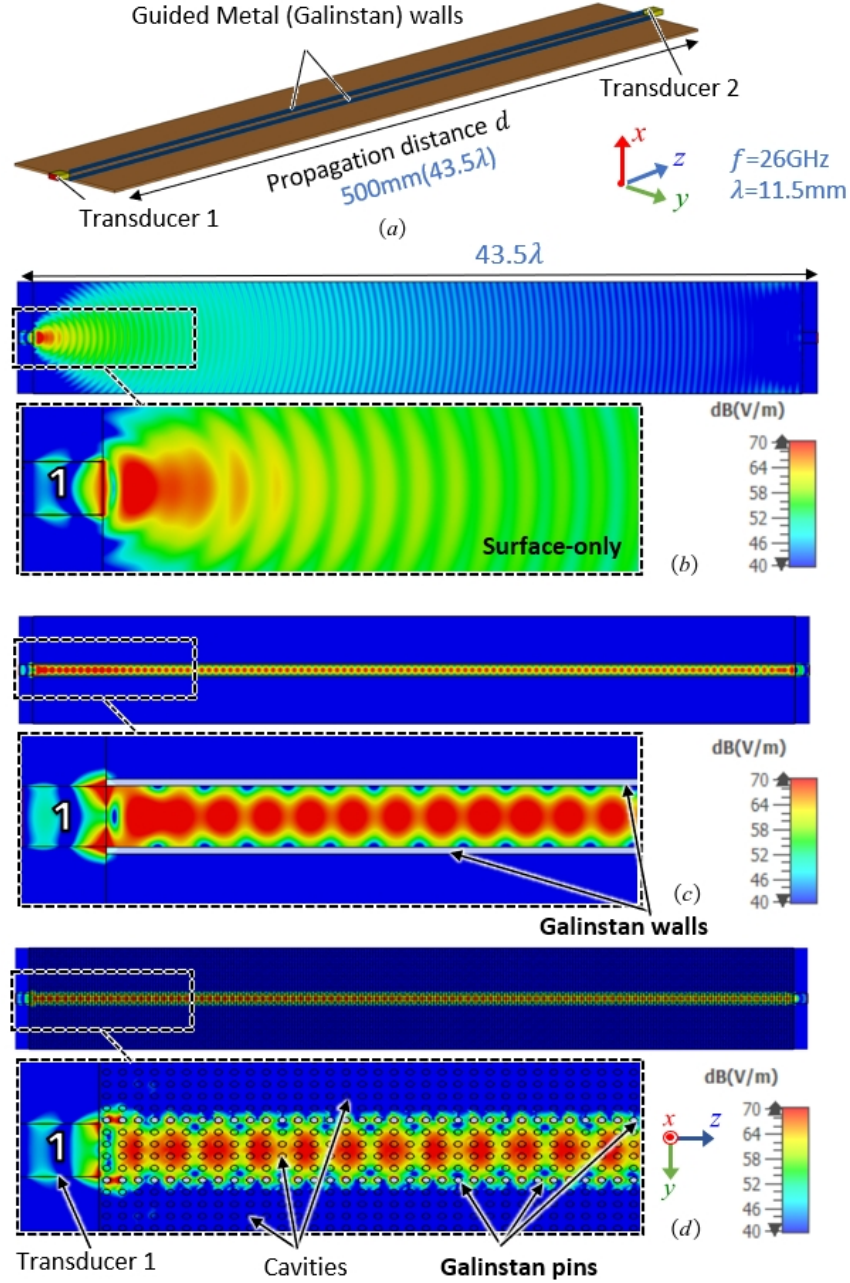 Guided Metal (Galinstan) walls
Transducer 2
Propagation distance d
500mm(43.5λ)
Transducer 1
x
z
y
f=26GHz
λ=11.5mm
(a)
43.5λ
dB(V/m)
70
64
58
52
46
40
1
Surface-only
(b)
dB(V/m)
70
64
58
52
46
40
1
(c)
Galinstan walls
dB(V/m)
70
64
58
52
46
40
1
x
z
y
(d)
Transducer 1
Cavities
Galinstan pins